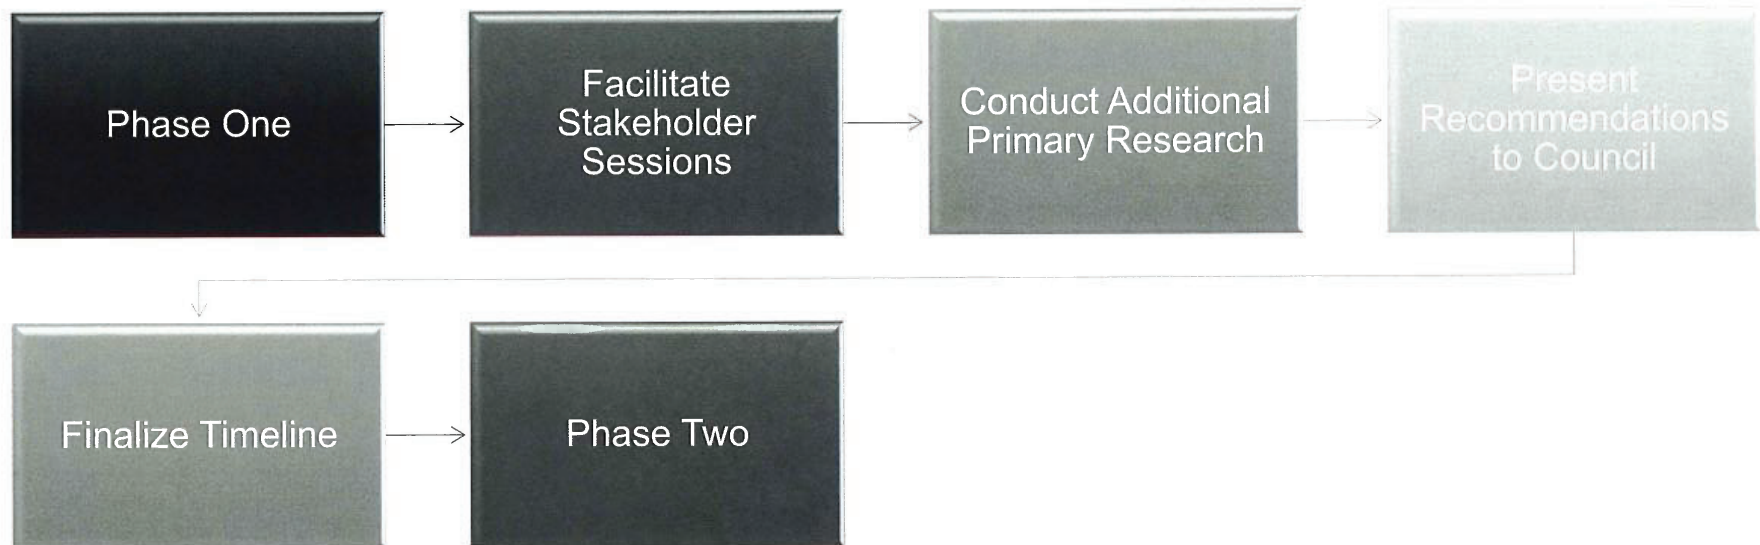 Phase One
Facilitate
Stakeholder
Sessions
Conduct Additional
Primary Research
Present
Recommendations
to Council
Finalize Timeline
Phase Two